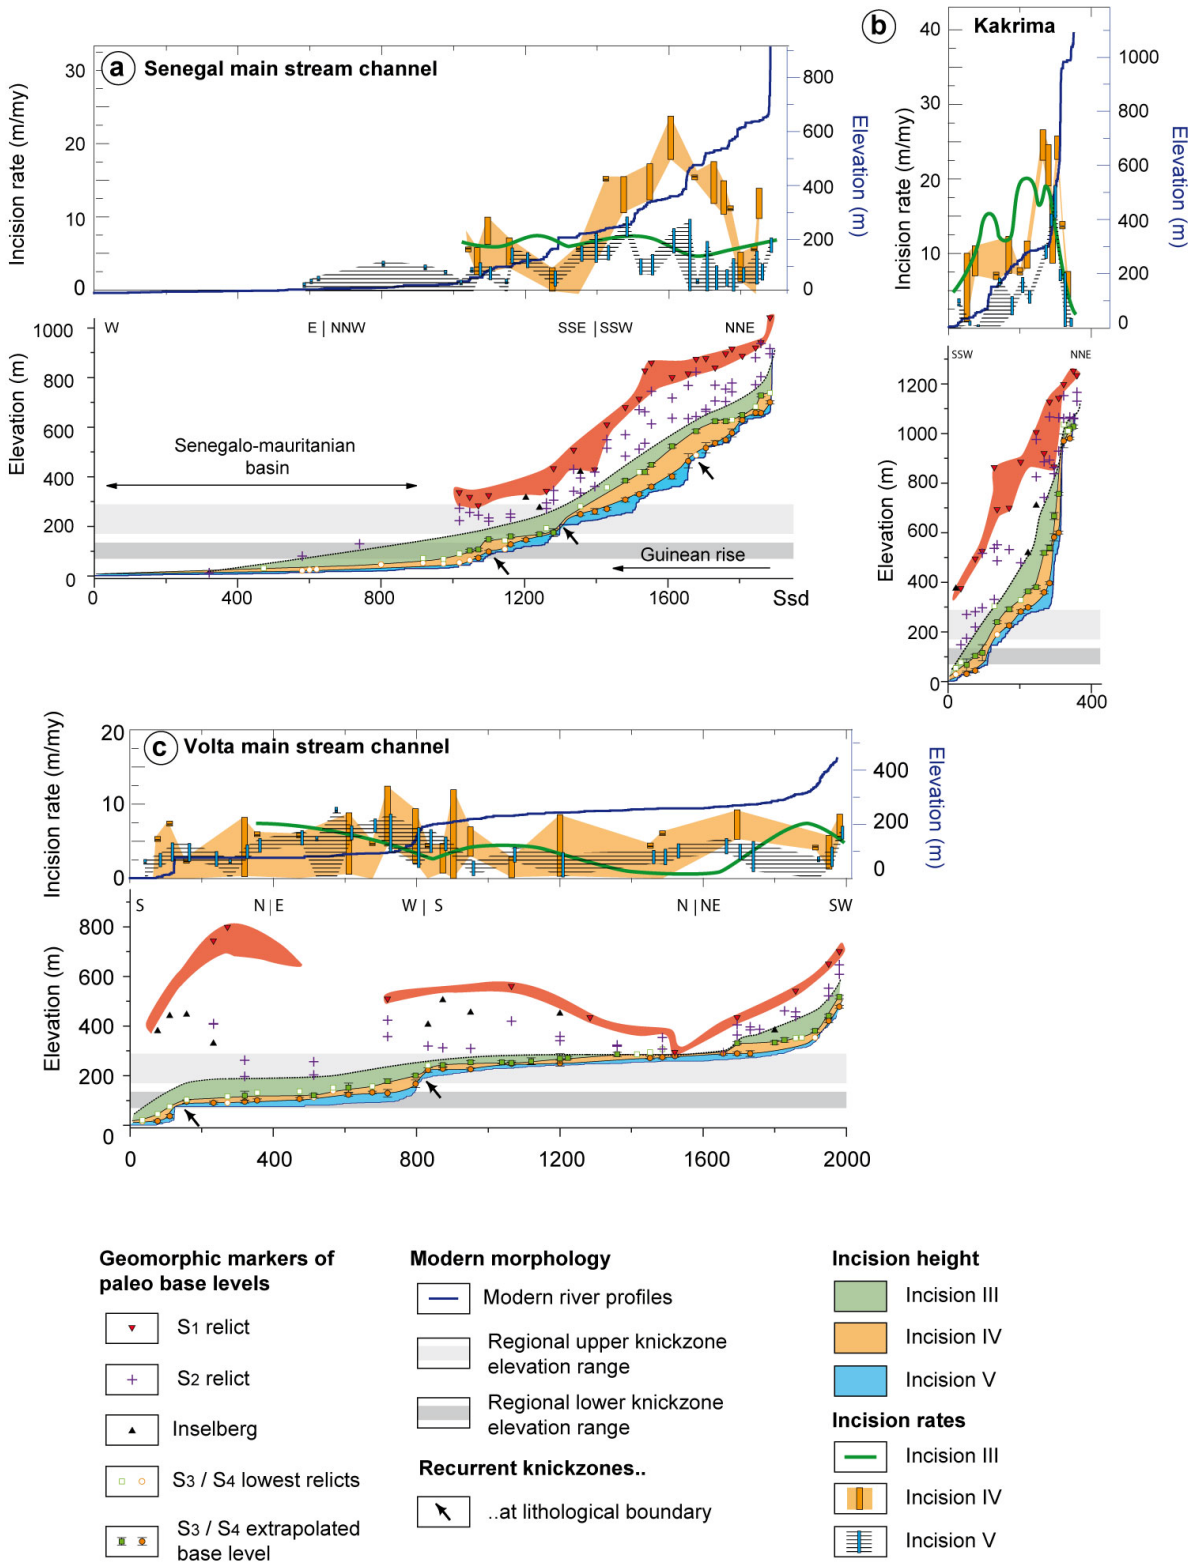 a Senegal main stream channel
Incision rate (m/my)
30
20
10
0
800
600
400
200
0
Elevation (m)
W
E | NNW
SSE | SSW
NNE
Elevation (m)
1000
800
600
400
200
0
Senegalo-mauritanian
basin
Guinean rise
0 400 800 1200 1600 Ssd
b Kakrima
Incision rate (m/my)
40
30
20
10
1000
800
600
400
200
0
Elevation (m)
SSW
NNE
Elevation (m)
1200
1000
800
600
400
200
0
0 400
c Volta main stream channel
Incision rate (m/my)
20
10
0
400
200
0
Elevation (m)
S
N | E
W | S
N | NE
SW
Elevation (m)
800
600
400
200
0
0 400 800 1200 1600 2000
Geomorphic markers of
paleo base levels
S1 relict
S2 relict
Inselberg
S3 / S4 lowest relicts
S3 / S4 extrapolated
base level
Modern morphology
Modern river profiles
Regional upper knickzone
elevation range
Regional lower knickzone
elevation range
Recurrent knickzones..
..at lithological boundary
Incision height
Incision III
Incision IV
Incision V
Incision rates
Incision III
Incision IV
Incision V